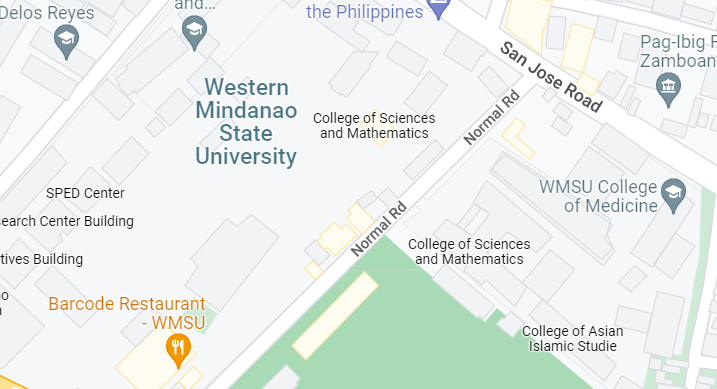 Delos Reyes
and...
the Philippines
San Jose Road
Pag-Ibig F
Zamboan
Western
Mindanao
State
University
College of Sciences
and Mathematics
Normal Rd
WMSU College
of Medicine
SPED Center
search Center Building
Normal Rd
College of Sciences
and Mathematics
tives Building
Barcode Restaurant
- WMSU
College of Asian
Islamic Studie